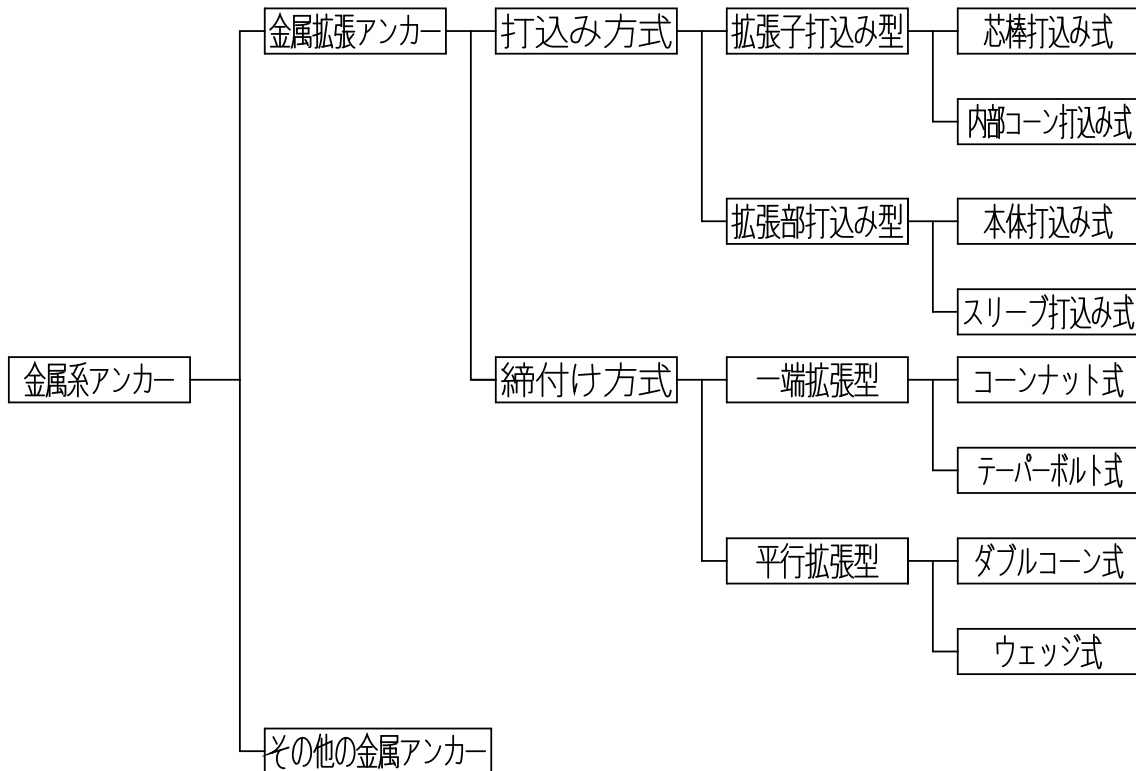 金属拡張アンカー
打込み方式
拡張子打込み型
芯棒打込み式
内部コーン打込み式
拡張部打込み型
本体打込み式
スリーブ打込み式
金属系アンカー
締付け方式
一端拡張型
コーンナット式
テーパーボルト式
平行拡張型
ダブルコーン式
ウェッジ式
その他の金属アンカー